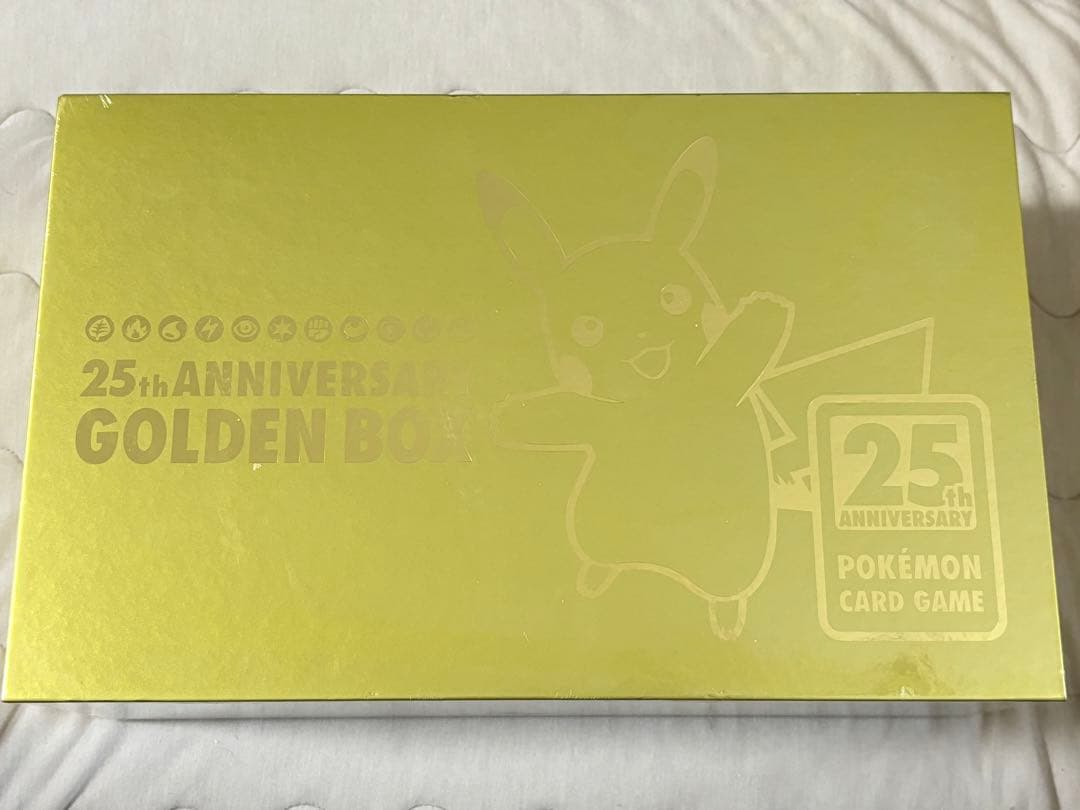 25th ANNIVERSARY
GOLDEN BOX
25th
ANNIVERSARY
POKÉMON
CARD GAME